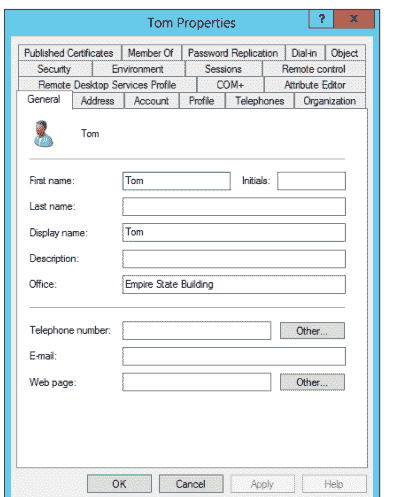 Tom Properties
? x
Published Certificates Member Of Password Replication Dial-in Object
Security Environment Sessions Remote control
Remote Desktop Services Profile COM+ Attribute Editor
General Address Account Profile Telephones Organization
Tom
First name: Tom Initials:
Last name:
Display name: Tom
Description:
Office: Empire State Building
Telephone number: Other...
E-mail:
Web page: Other...
OK Cancel Apply Help